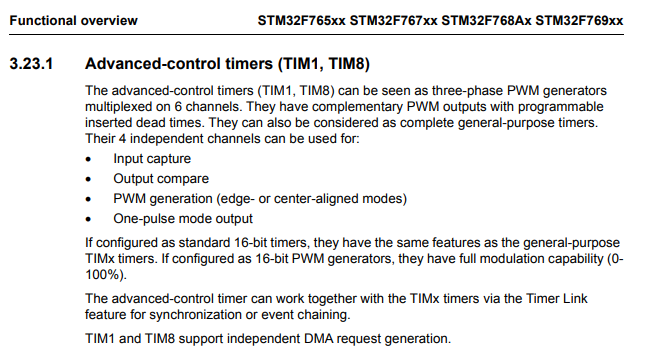 Functional overview STM32F765xx STM32F767xx STM32F768Ax STM32F769xx
3.23.1 Advanced-control timers (TIM1, TIM8)
The advanced-control timers (TIM1, TIM8) can be seen as three-phase PWM generators
multiplexed on 6 channels. They have complementary PWM outputs with programmable
inserted dead times. They can also be considered as complete general-purpose timers.
Their 4 independent channels can be used for:
• Input capture
• Output compare
• PWM generation (edge- or center-aligned modes)
• One-pulse mode output
If configured as standard 16-bit timers, they have the same features as the general-purpose
TIMx timers. If configured as 16-bit PWM generators, they have full modulation capability (0-
100%).
The advanced-control timer can work together with the TIMx timers via the Timer Link
feature for synchronization or event chaining.
TIM1 and TIM8 support independent DMA request generation.